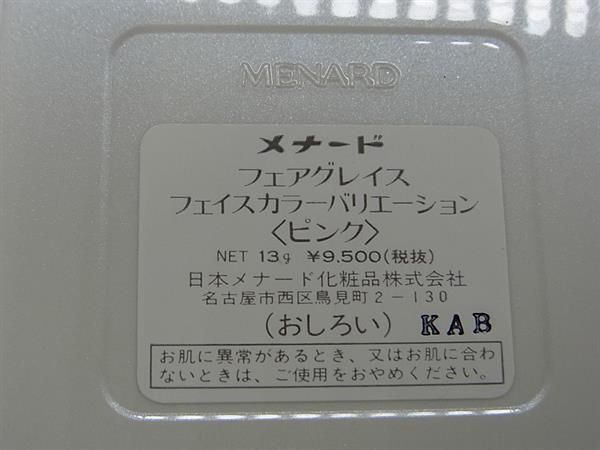 MENARD
メナード
フェアグレイス
フェイスカラーバリエーション
〈ピンク〉
NET 13g ¥9.500(税抜)
日本メナード化粧品株式会社
名古屋市西区鳥見町2-130
(おしろい) KAB
お肌に異常があるとき、又はお肌に合わ
ないときは、ご使用をおやめください。